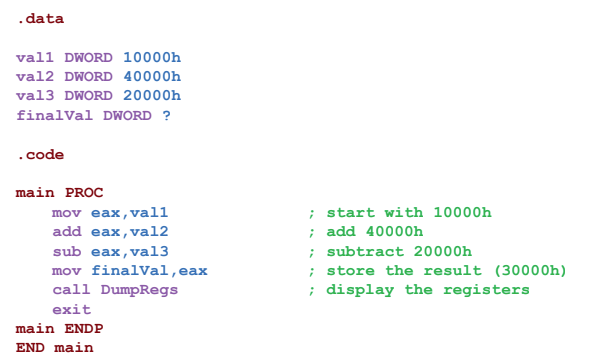 .data
val1 DWORD 10000h
val2 DWORD 40000h
val3 DWORD 20000h
finalVal DWORD ?
.code
main PROC
mov eax,val1 ; start with 10000h
add eax,val2 ; add 40000h
sub eax,val3 ; subtract 20000h
mov finalVal,eax ; store the result (30000h)
call DumpRegs ; display the registers
exit
main ENDP
END main